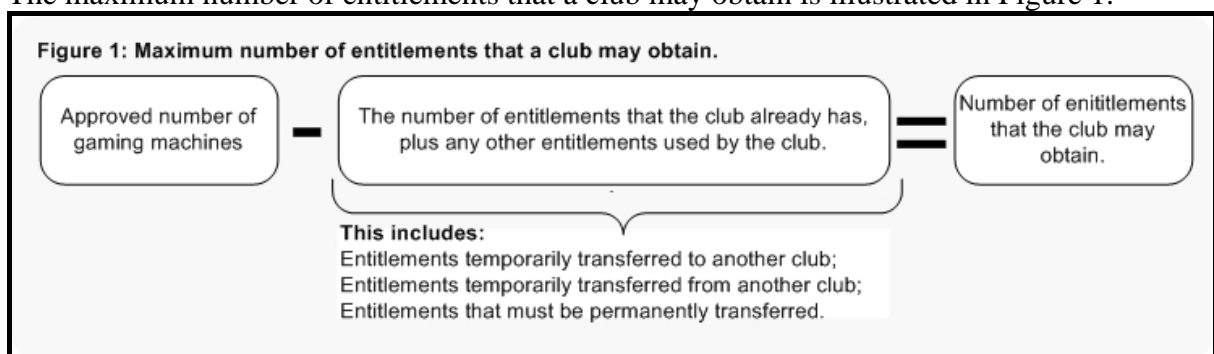 The maximum number of entitlements that a club may obtain is illustrated in Figure 1.
Figure 1: Maximum number of entitlements that a club may obtain.
Approved number of
gaming machines
The number of entitlements that the club already has,
plus any other entitlements used by the club.
Number of enititlements
that the club may
obtain.
This includes:
Entitlements temporarily transferred to another club;
Entitlements temporarily transferred from another club;
Entitlements that must be permanently transferred.